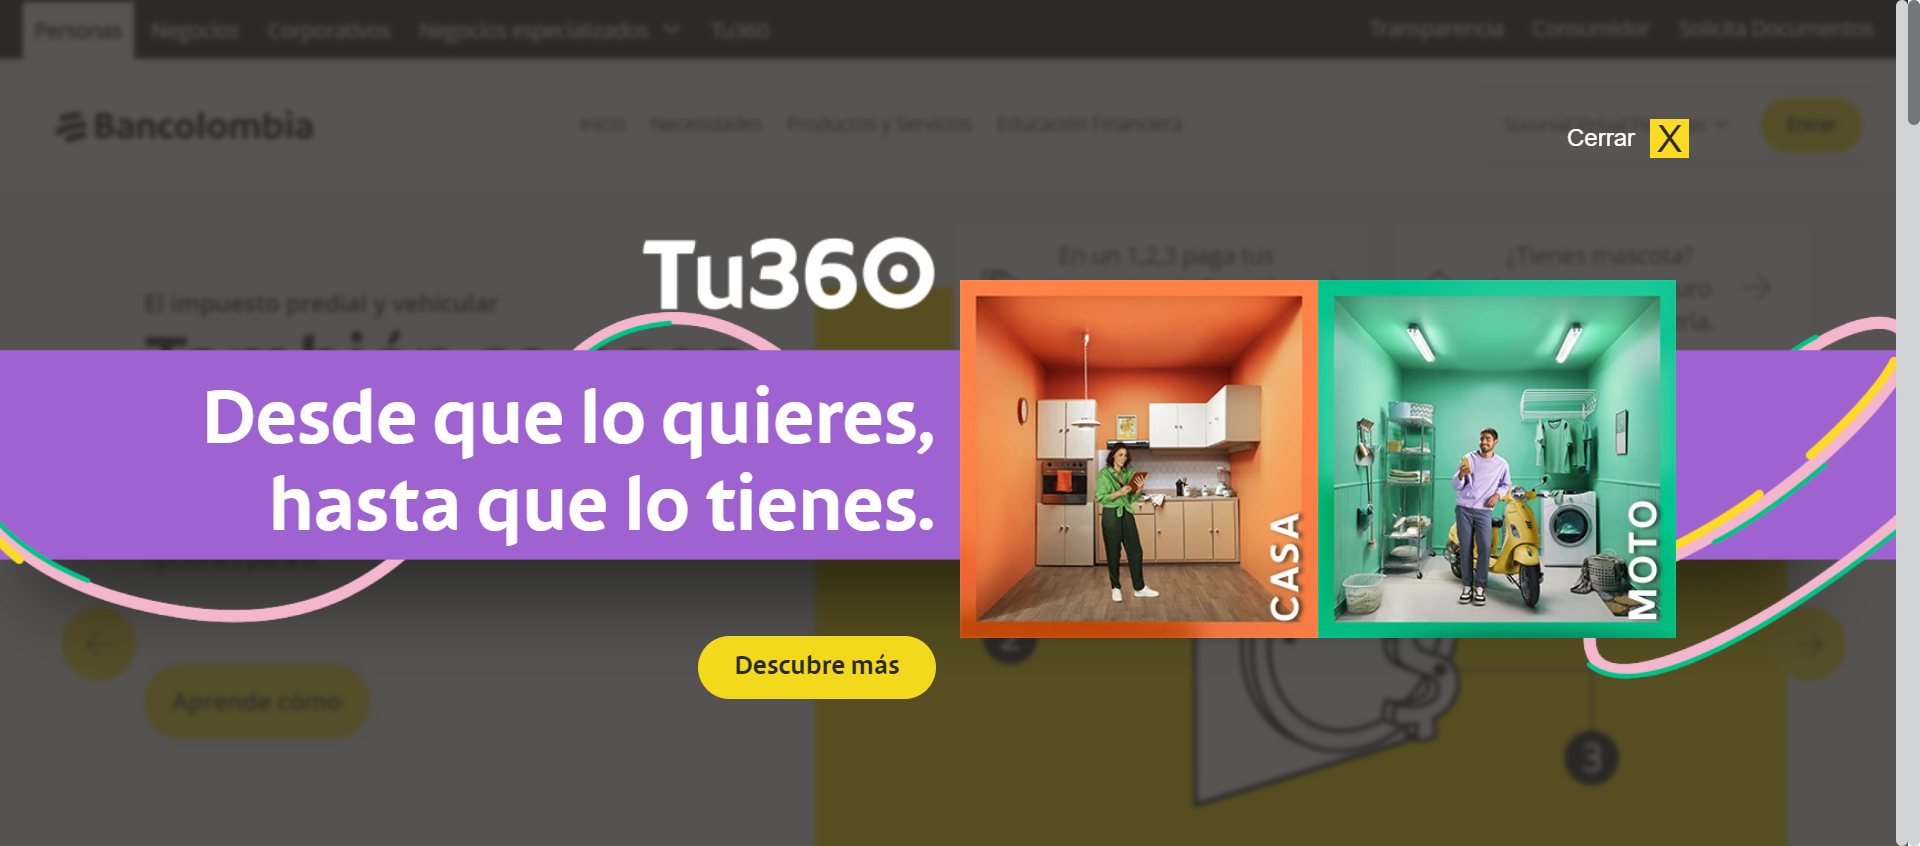 Personas Negocios Corporativos Negocios especializados Tu360 Transparencia Consumidor Solicita Documentos
Bancolombia Inicio Necesidades Productos y Servicios Educación Financiera Sucursal Virtual Entrar
Cerrar X
Tu360
En un 1,2,3 paga tus
¿Tienes mascota?
El impuesto predial y vehicular
Desde que lo quieres,
hasta que lo tienes.
CASA
MOTO
Descubre más
Aprende cómo
2
3